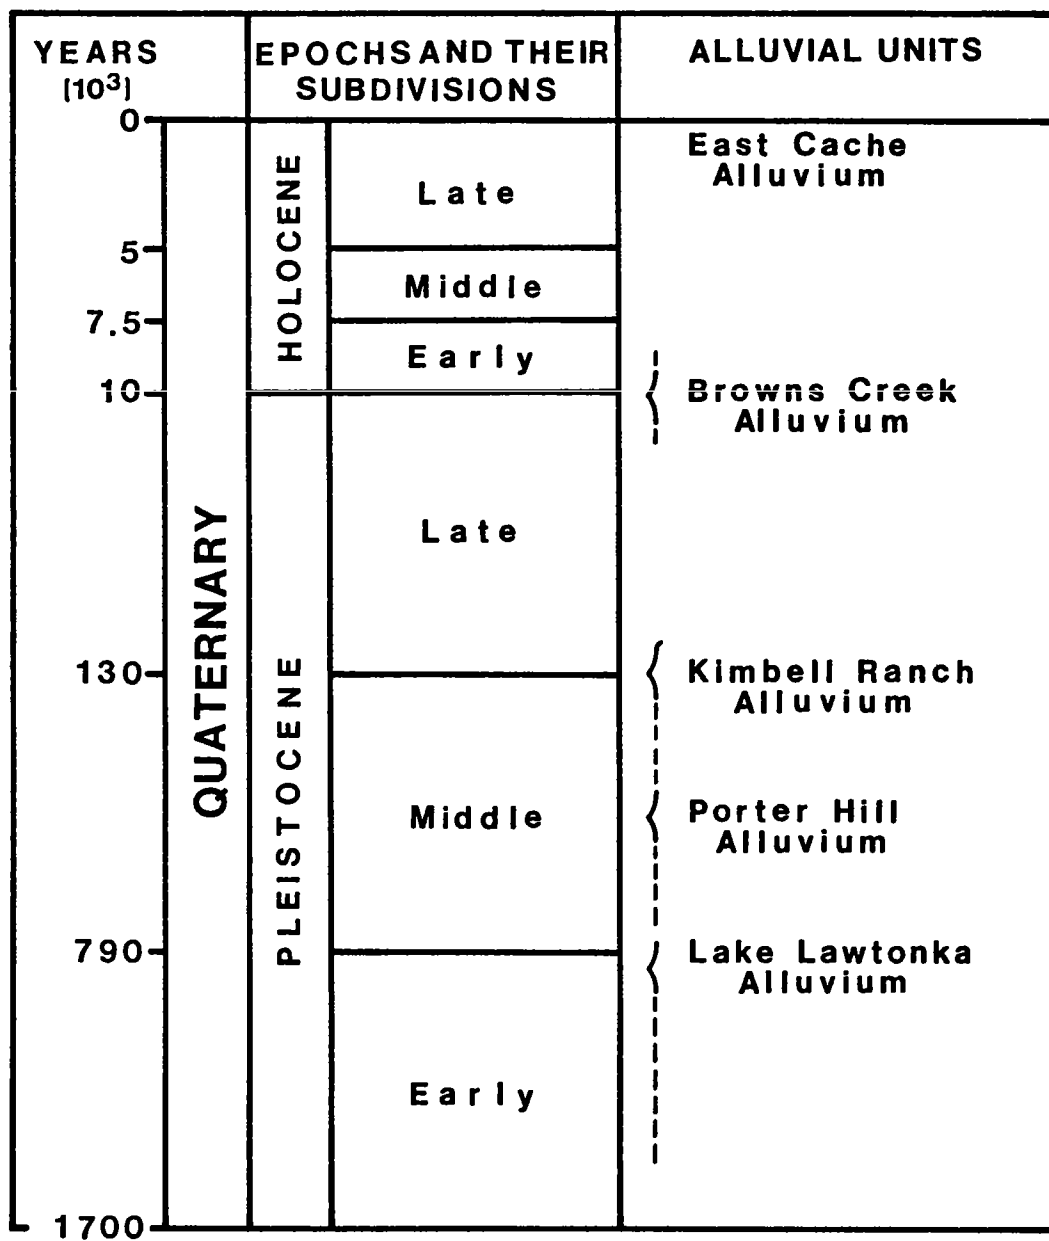 YEARS
[10³]
EPOCHS AND THEIR
SUBDIVISIONS
ALLUVIAL UNITS
0
5
7.5
10
130
790
1700
QUATERNARY
HOLOCENE
PLEISTOCENE
Late
Middle
Early
Late
Middle
Early
East Cache
Alluvium
Browns Creek
Alluvium
Kimbell Ranch
Alluvium
Porter Hill
Alluvium
Lake Lawtonka
Alluvium